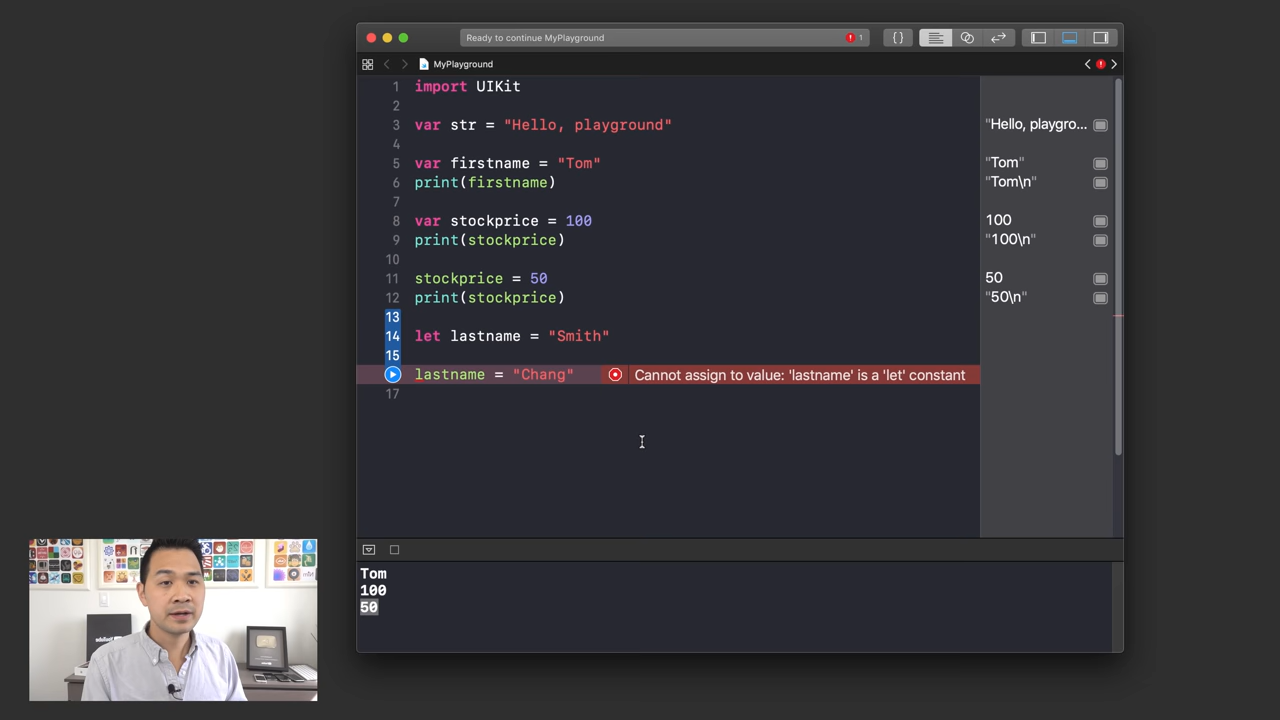 Ready to continue MyPlayground
1
{}
MyPlayground
1 import UIKit
2
3 var str = "Hello, playground"
"Hello, playgro...
4
5 var firstname = "Tom"
"Tom"
6 print(firstname)
"Tom\n"
7
8 var stockprice = 100
100
9 print(stockprice)
"100\n"
10
11 stockprice = 50
50
12 print(stockprice)
"50\n"
13
14 let lastname = "Smith"
15
lastname = "Chang"
Cannot assign to value: 'lastname' is a 'let' constant
17
Tom
100
50